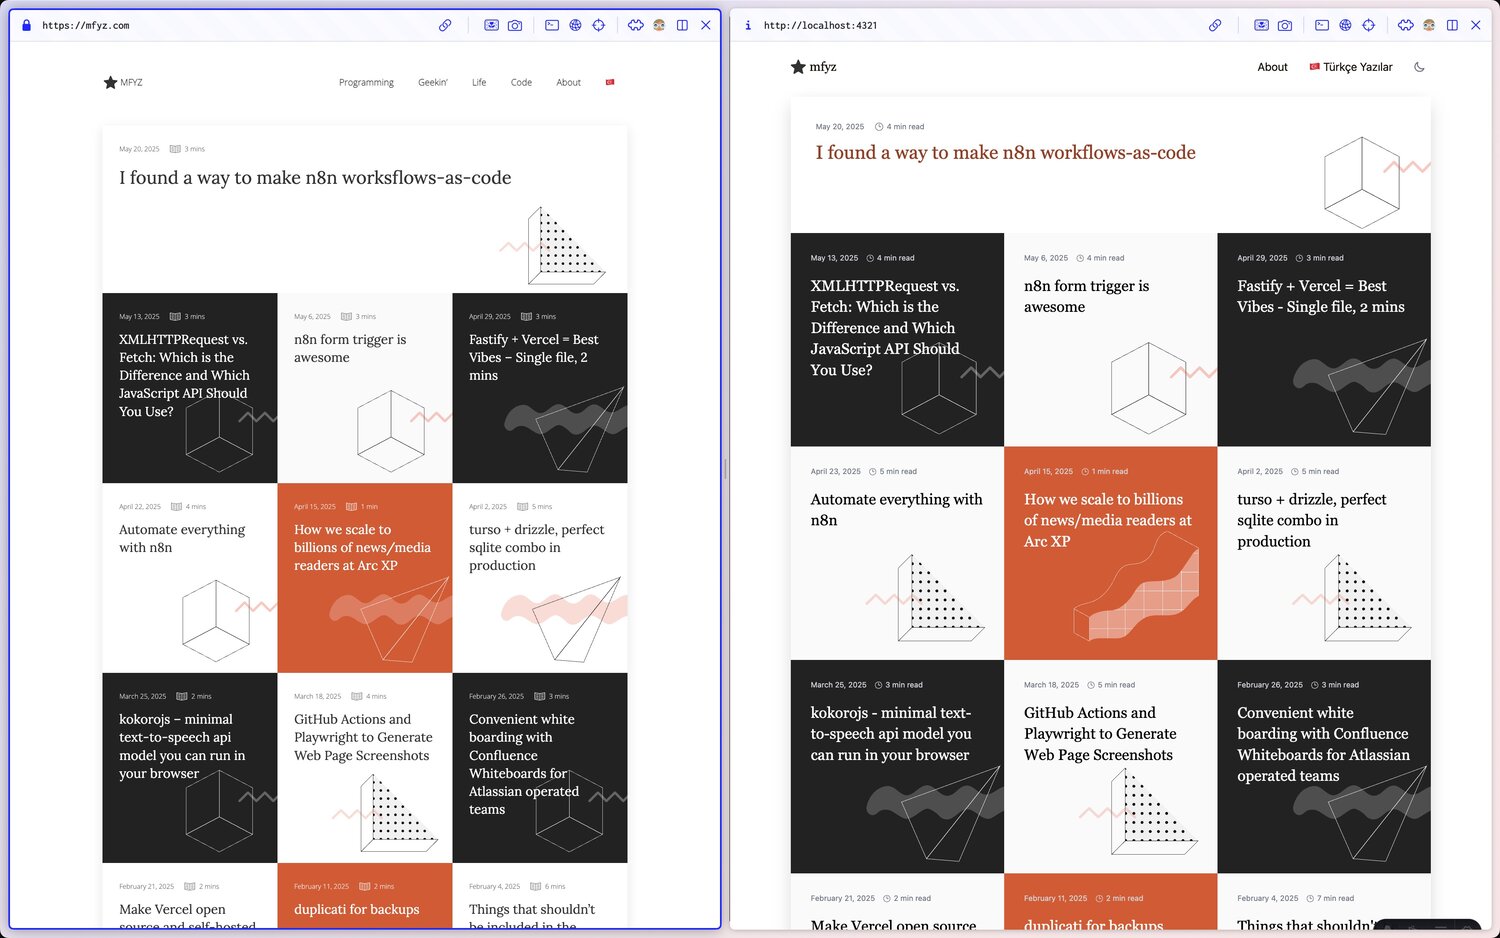 https://mfyz.com
MFYZ
Programming
Geekin'
Life
Code
About
May 20, 2025
3 mins
I found a way to make n8n worksflows-as-code
May 13, 2025
3 mins
XMLHTTPRequest vs.
Fetch: Which is the
Difference and Which
JavaScript API Should
You Use?
May 6, 2025
3 mins
n8n form trigger is
awesome
April 29, 2025
3 mins
Fastify + Vercel = Best
Vibes – Single file, 2
mins
April 22, 2025
4 mins
Automate everything
with n8n
April 15, 2025
1 min
How we scale to
billions of news/media
readers at Arc XP
April 2, 2025
5 mins
turso + drizzle, perfect
sqlite combo in
production
March 25, 2025
2 mins
kokorojs – minimal
text-to-speech api
model you can run in
your browser
March 18, 2025
4 mins
GitHub Actions and
Playwright to Generate
Web Page Screenshots
February 26, 2025
3 mins
Convenient white
boarding with
Confluence
Whiteboards for
Atlassian operated
teams
February 21, 2025
2 mins
Make Vercel open
source and self-hosted
February 11, 2025
2 mins
duplicati for backups
February 4, 2025
6 mins
Things that shouldn't
be included in the
http://localhost:4321
mfyz
About
Türkçe Yazılar
May 20, 2025
4 min read
I found a way to make n8n workflows-as-code
May 13, 2025
4 min read
XMLHTTPRequest vs.
Fetch: Which is the
Difference and Which
JavaScript API Should
You Use?
May 6, 2025
4 min read
n8n form trigger is
awesome
April 29, 2025
3 min read
Fastify + Vercel = Best
Vibes - Single file, 2 mins
April 23, 2025
5 min read
Automate everything with
n8n
April 15, 2025
1 min read
How we scale to billions
of news/media readers at
Arc XP
April 2, 2025
5 min read
turso + drizzle, perfect
sqlite combo in
production
March 25, 2025
3 min read
kokorojs - minimal text-
to-speech api model you
can run in your browser
March 18, 2025
5 min read
GitHub Actions and
Playwright to Generate
Web Page Screenshots
February 26, 2025
3 min read
Convenient white
boarding with Confluence
Whiteboards for Atlassian
operated teams
February 21, 2025
2 min read
Make Vercel open source
February 11, 2025
2 min read
duplicati for backups
February 4, 2025
7 min read
Things that shouldn't